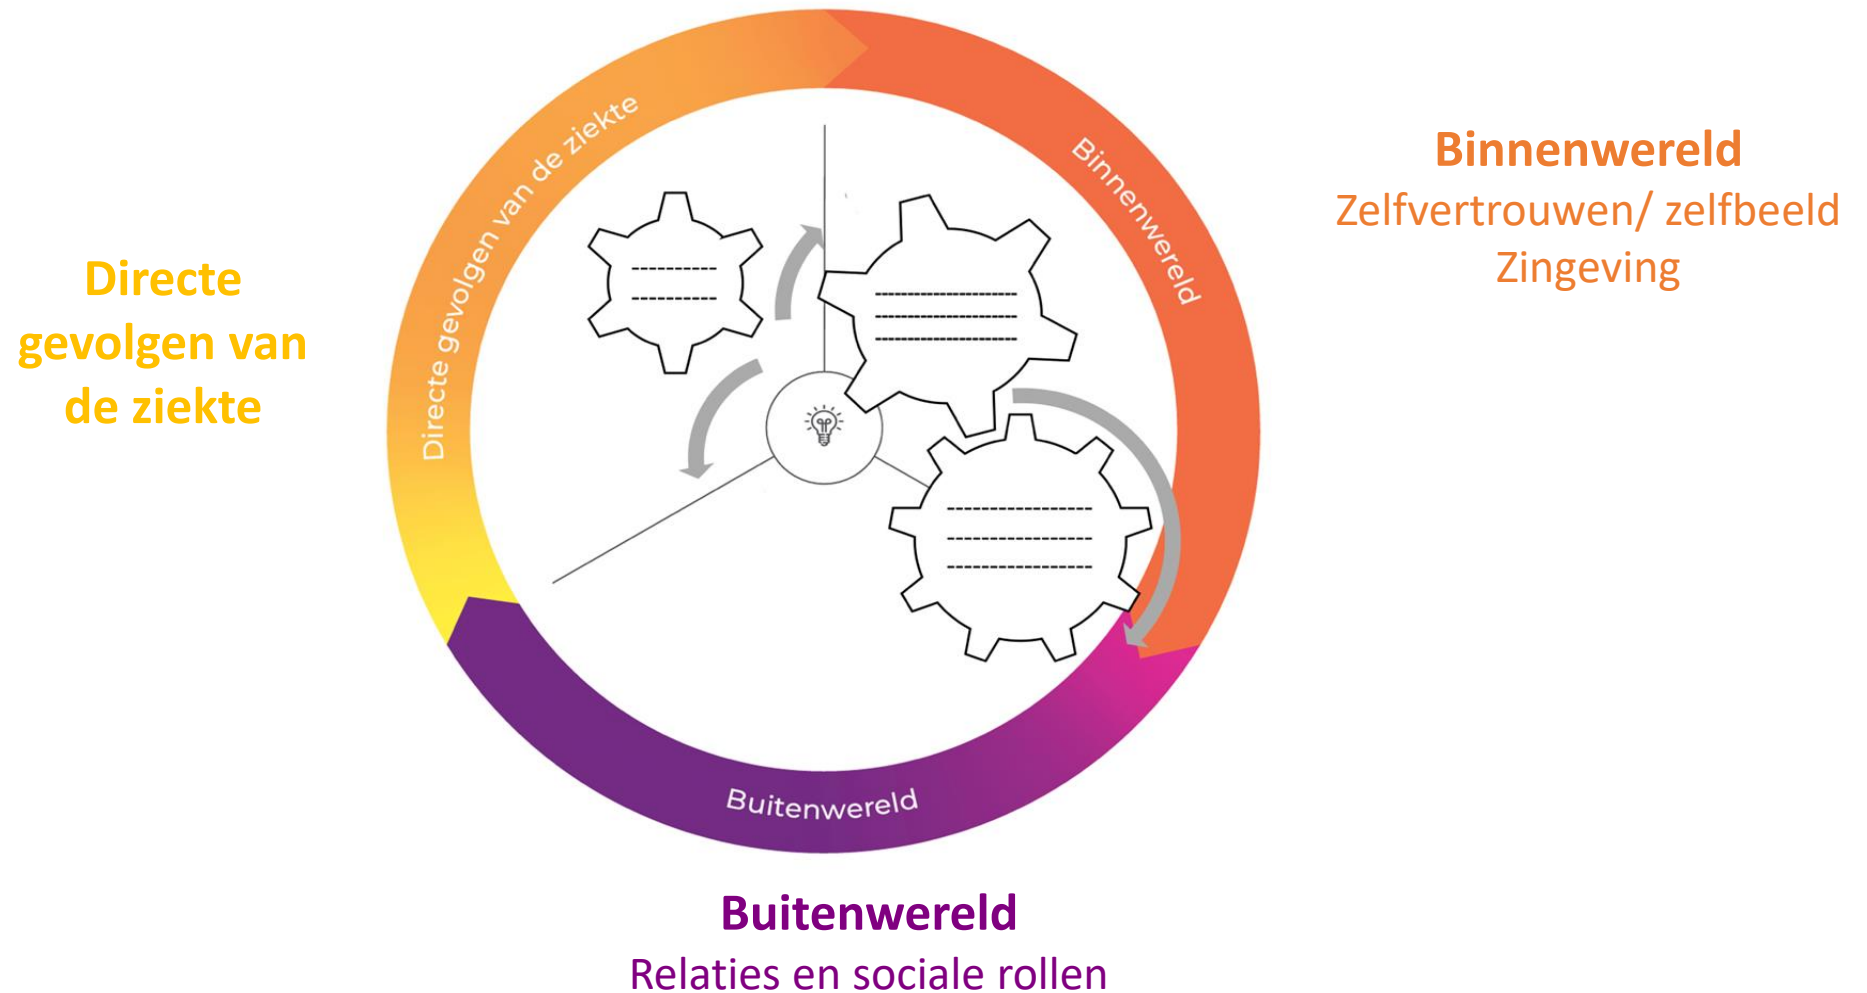 Directe
gevolgen van
de ziekte
Directe gevolgen van de ziekte
Binnenwereld
Buitenwereld
Binnenwereld
Zelfvertrouwen/ zelfbeeld
Zingeving
Buitenwereld
Relaties en sociale rollen